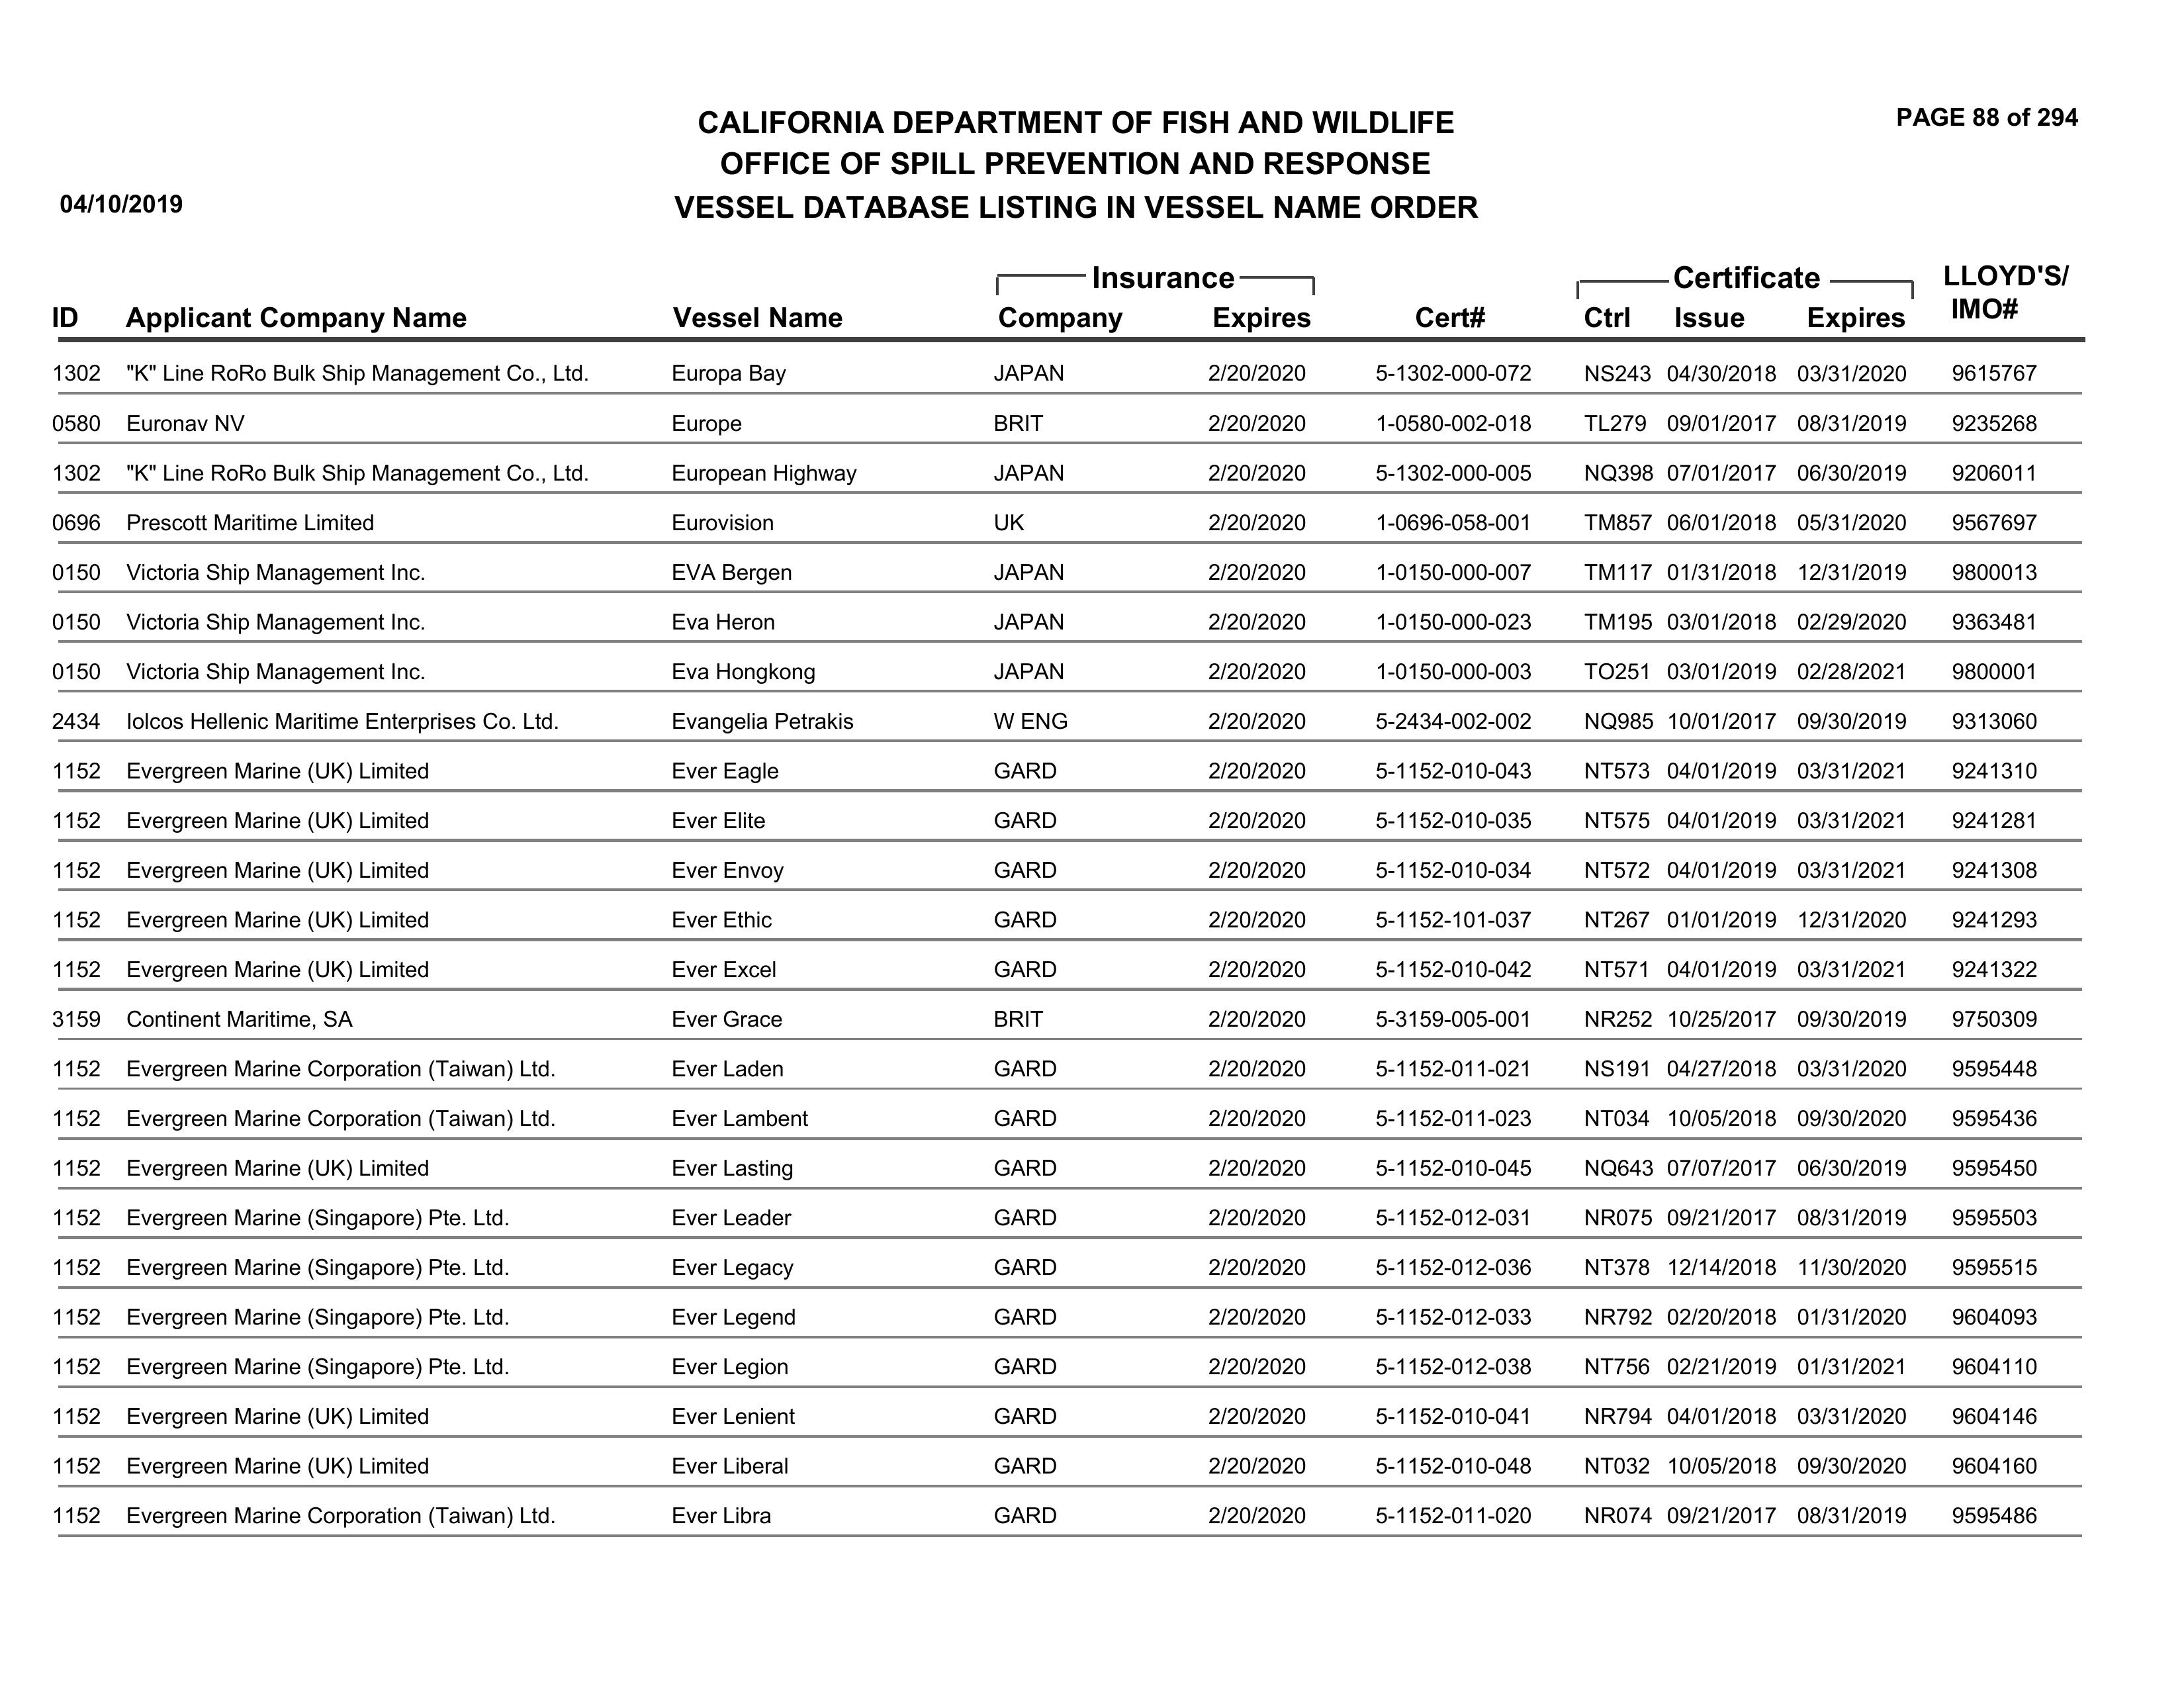 PAGE 88 of 294
CALIFORNIA DEPARTMENT OF FISH AND WILDLIFE
OFFICE OF SPILL PREVENTION AND RESPONSE
04/10/2019 VESSEL DATABASE LISTING IN VESSEL NAME ORDER
Insurance Certificate LLOYD'S/
ID Applicant Company Name Vessel Name Company Expires Cert# Ctrl Issue Expires IMO#
1302 "K" Line RoRo Bulk Ship Management Co., Ltd. Europa Bay JAPAN 2/20/2020 5-1302-000-072 NS243 04/30/2018 03/31/2020 9615767
0580 Euronav NV Europe BRIT 2/20/2020 1-0580-002-018 TL279 09/01/2017 08/31/2019 9235268
1302 "K" Line RoRo Bulk Ship Management Co., Ltd. European Highway JAPAN 2/20/2020 5-1302-000-005 NQ398 07/01/2017 06/30/2019 9206011
0696 Prescott Maritime Limited Eurovision UK 2/20/2020 1-0696-058-001 TM857 06/01/2018 05/31/2020 9567697
0150 Victoria Ship Management Inc. EVA Bergen JAPAN 2/20/2020 1-0150-000-007 TM117 01/31/2018 12/31/2019 9800013
0150 Victoria Ship Management Inc. Eva Heron JAPAN 2/20/2020 1-0150-000-023 TM195 03/01/2018 02/29/2020 9363481
0150 Victoria Ship Management Inc. Eva Hongkong JAPAN 2/20/2020 1-0150-000-003 TO251 03/01/2019 02/28/2021 9800001
2434 Iolcos Hellenic Maritime Enterprises Co. Ltd. Evangelia Petrakis W ENG 2/20/2020 5-2434-002-002 NQ985 10/01/2017 09/30/2019 9313060
1152 Evergreen Marine (UK) Limited Ever Eagle GARD 2/20/2020 5-1152-010-043 NT573 04/01/2019 03/31/2021 9241310
1152 Evergreen Marine (UK) Limited Ever Elite GARD 2/20/2020 5-1152-010-035 NT575 04/01/2019 03/31/2021 9241281
1152 Evergreen Marine (UK) Limited Ever Envoy GARD 2/20/2020 5-1152-010-034 NT572 04/01/2019 03/31/2021 9241308
1152 Evergreen Marine (UK) Limited Ever Ethic GARD 2/20/2020 5-1152-101-037 NT267 01/01/2019 12/31/2020 9241293
1152 Evergreen Marine (UK) Limited Ever Excel GARD 2/20/2020 5-1152-010-042 NT571 04/01/2019 03/31/2021 9241322
3159 Continent Maritime, SA Ever Grace BRIT 2/20/2020 5-3159-005-001 NR252 10/25/2017 09/30/2019 9750309
1152 Evergreen Marine Corporation (Taiwan) Ltd. Ever Laden GARD 2/20/2020 5-1152-011-021 NS191 04/27/2018 03/31/2020 9595448
1152 Evergreen Marine Corporation (Taiwan) Ltd. Ever Lambent GARD 2/20/2020 5-1152-011-023 NT034 10/05/2018 09/30/2020 9595436
1152 Evergreen Marine (UK) Limited Ever Lasting GARD 2/20/2020 5-1152-010-045 NQ643 07/07/2017 06/30/2019 9595450
1152 Evergreen Marine (Singapore) Pte. Ltd. Ever Leader GARD 2/20/2020 5-1152-012-031 NR075 09/21/2017 08/31/2019 9595503
1152 Evergreen Marine (Singapore) Pte. Ltd. Ever Legacy GARD 2/20/2020 5-1152-012-036 NT378 12/14/2018 11/30/2020 9595515
1152 Evergreen Marine (Singapore) Pte. Ltd. Ever Legend GARD 2/20/2020 5-1152-012-033 NR792 02/20/2018 01/31/2020 9604093
1152 Evergreen Marine (Singapore) Pte. Ltd. Ever Legion GARD 2/20/2020 5-1152-012-038 NT756 02/21/2019 01/31/2021 9604110
1152 Evergreen Marine (UK) Limited Ever Lenient GARD 2/20/2020 5-1152-010-041 NR794 04/01/2018 03/31/2020 9604146
1152 Evergreen Marine (UK) Limited Ever Liberal GARD 2/20/2020 5-1152-010-048 NT032 10/05/2018 09/30/2020 9604160
1152 Evergreen Marine Corporation (Taiwan) Ltd. Ever Libra GARD 2/20/2020 5-1152-011-020 NR074 09/21/2017 08/31/2019 9595486